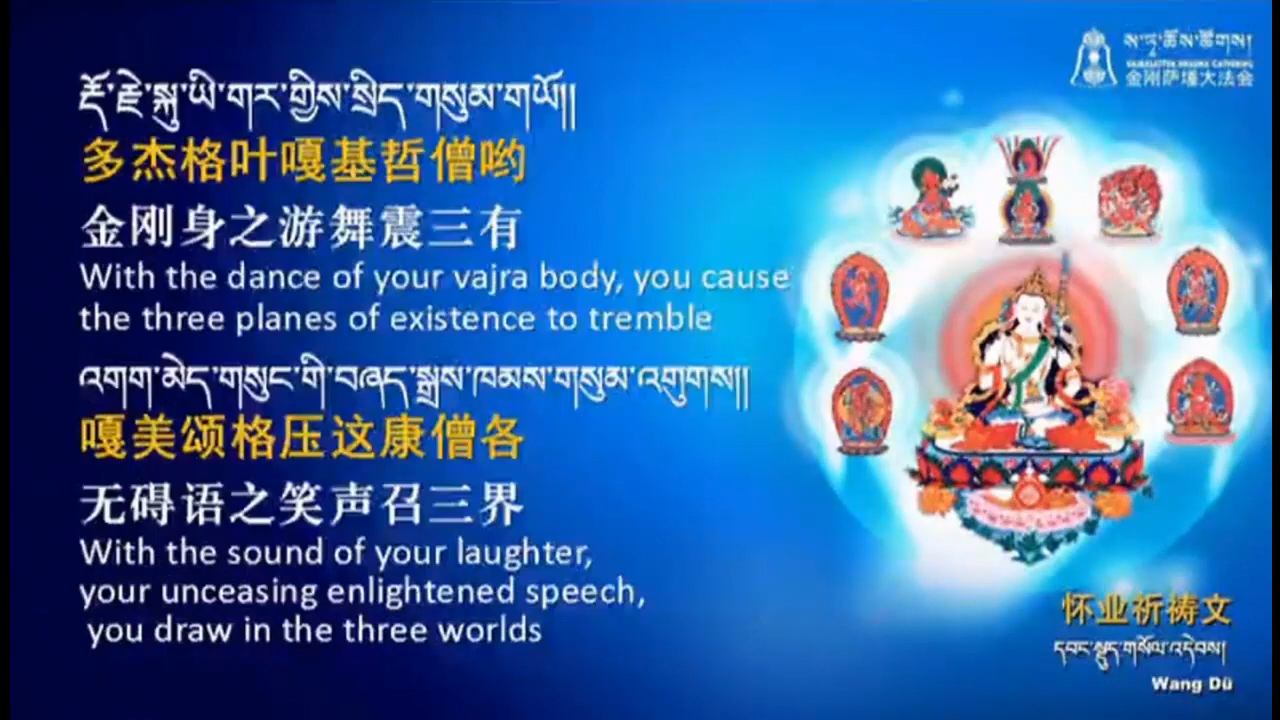 རྡོ་རྗེ་སྐུ་ཡི་གར་གྱིས་སྲིད་གསུམ་གཡོ།།
多杰格叶嘎基哲僧哟
金刚身之游舞震三有
With the dance of your vajra body, you cause
the three planes of existence to tremble
འགག་མེད་གསུང་གི་བཞད་སྒྲས་ཁམས་གསུམ་འགུགས།།
嘎美颂格压这康僧各
无碍语之笑声召三界
With the sound of your laughter,
your unceasing enlightened speech,
you draw in the three worlds
VAJRASATTVA DHARMA GATHERING
金刚萨埵大法会
怀业祈祷文
དབང་སྡུད་གསོལ་འདེབས།
Wang Dü